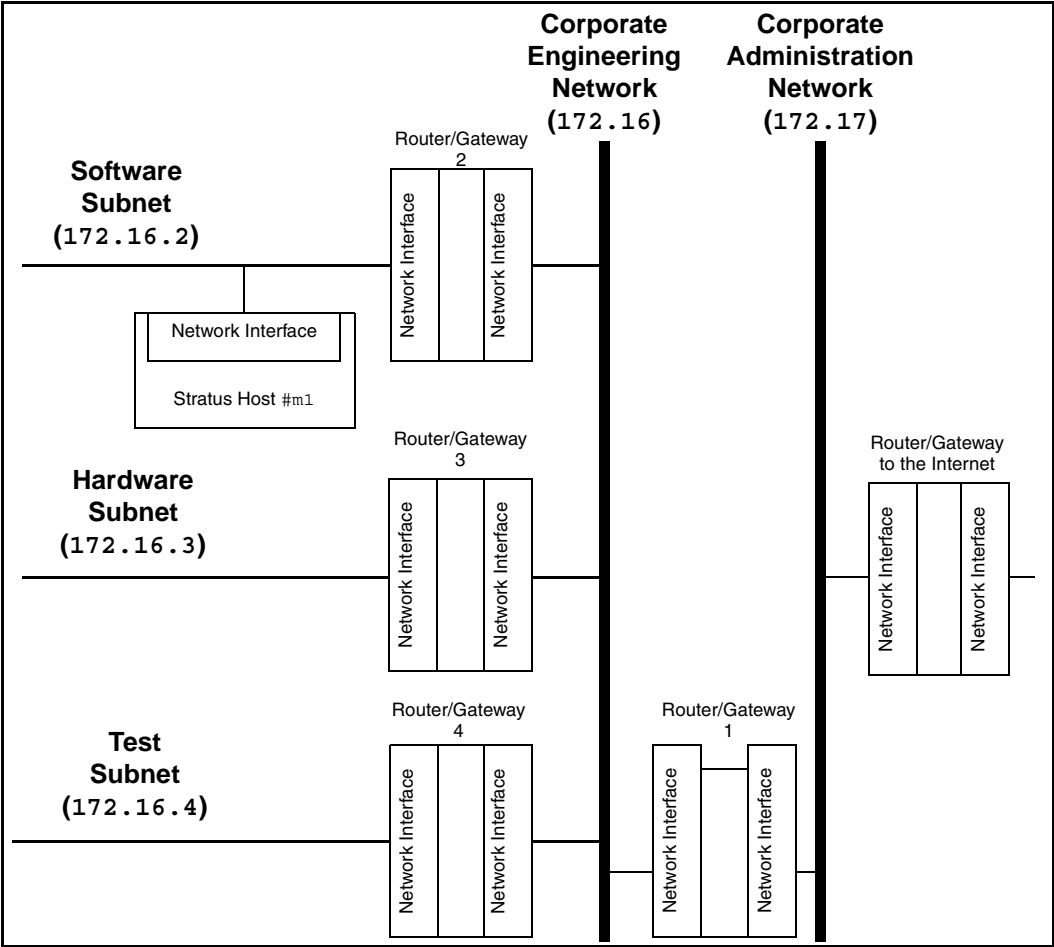 Corporate
Engineering
Network
(172.16)
Corporate
Administration
Network
(172.17)
Router/Gateway
2
Software
Subnet
(172.16.2)
Network Interface
Network Interface
Network Interface
Stratus Host #m1
Router/Gateway
3
Hardware
Subnet
(172.16.3)
Network Interface
Network Interface
Router/Gateway
to the Internet
Network Interface
Network Interface
Router/Gateway
4
Test
Subnet
(172.16.4)
Network Interface
Network Interface
Router/Gateway
1
Network Interface
Network Interface